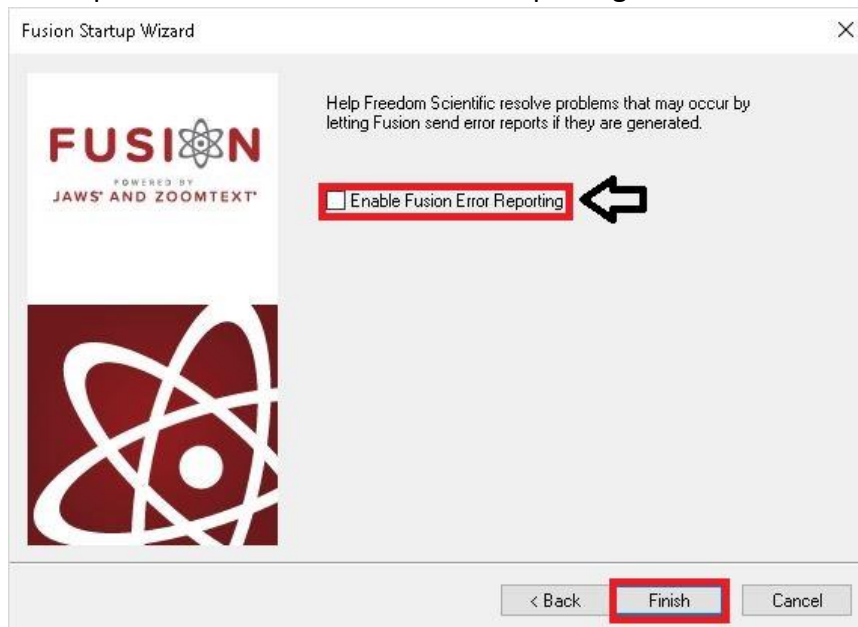 Fusion Startup Wizard
Help Freedom Scientific resolve problems that may occur by
letting Fusion send error reports if they are generated.
FUSION
POWERED BY
JAWS® AND ZOOMTEXT®
Enable Fusion Error Reporting
< Back Finish Cancel